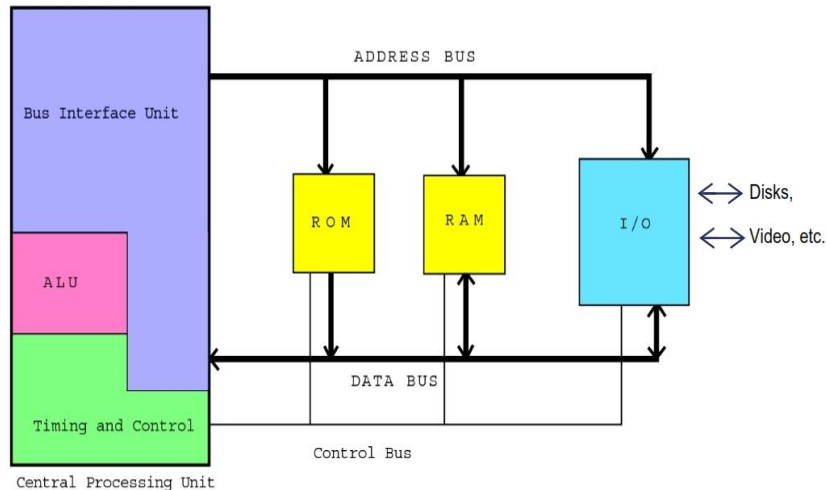 ADDRESS BUS
Bus Interface Unit
ROM
RAM
I/O
Disks,
Video, etc.
ALU
DATA BUS
Timing and Control
Control Bus
Central Processing Unit